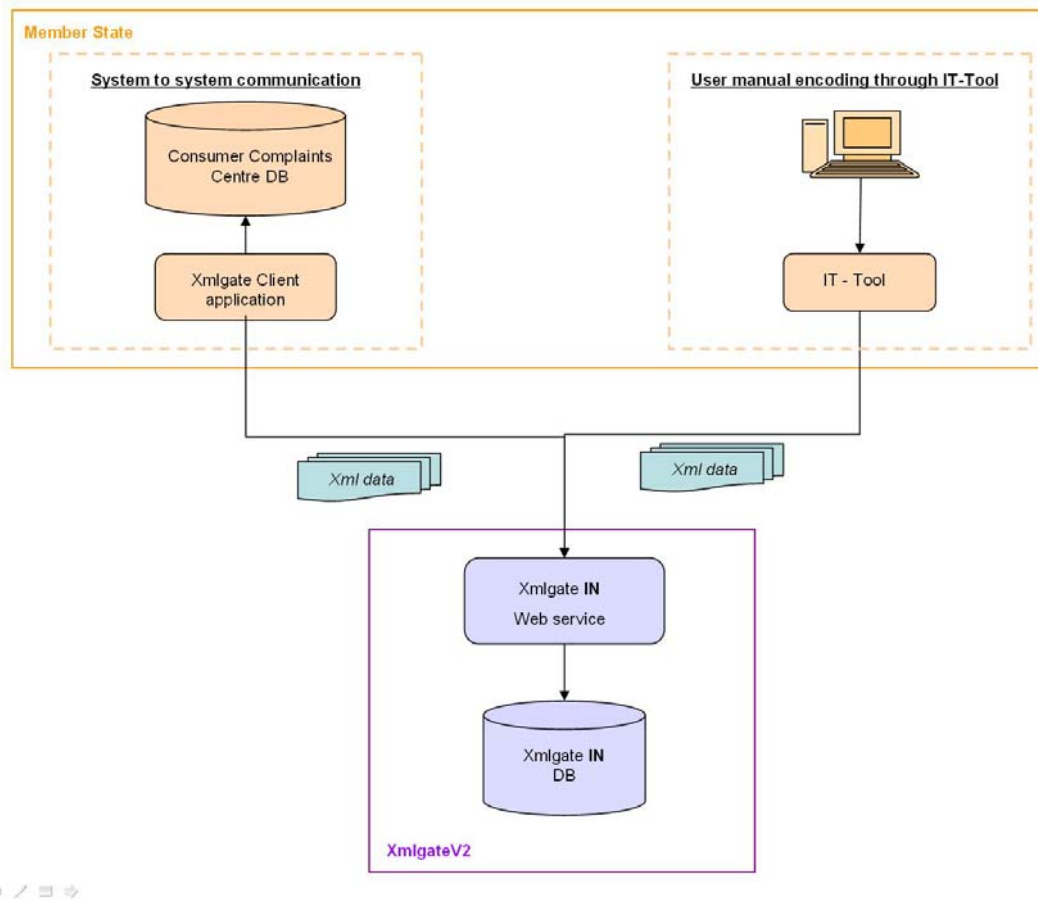 Member State
System to system communication
User manual encoding through IT-Tool
Consumer Complaints
Centre DB
Xmlgate Client
application
IT - Tool
Xml data
Xml data
Xmlgate IN
Web service
Xmlgate IN
DB
XmlgateV2